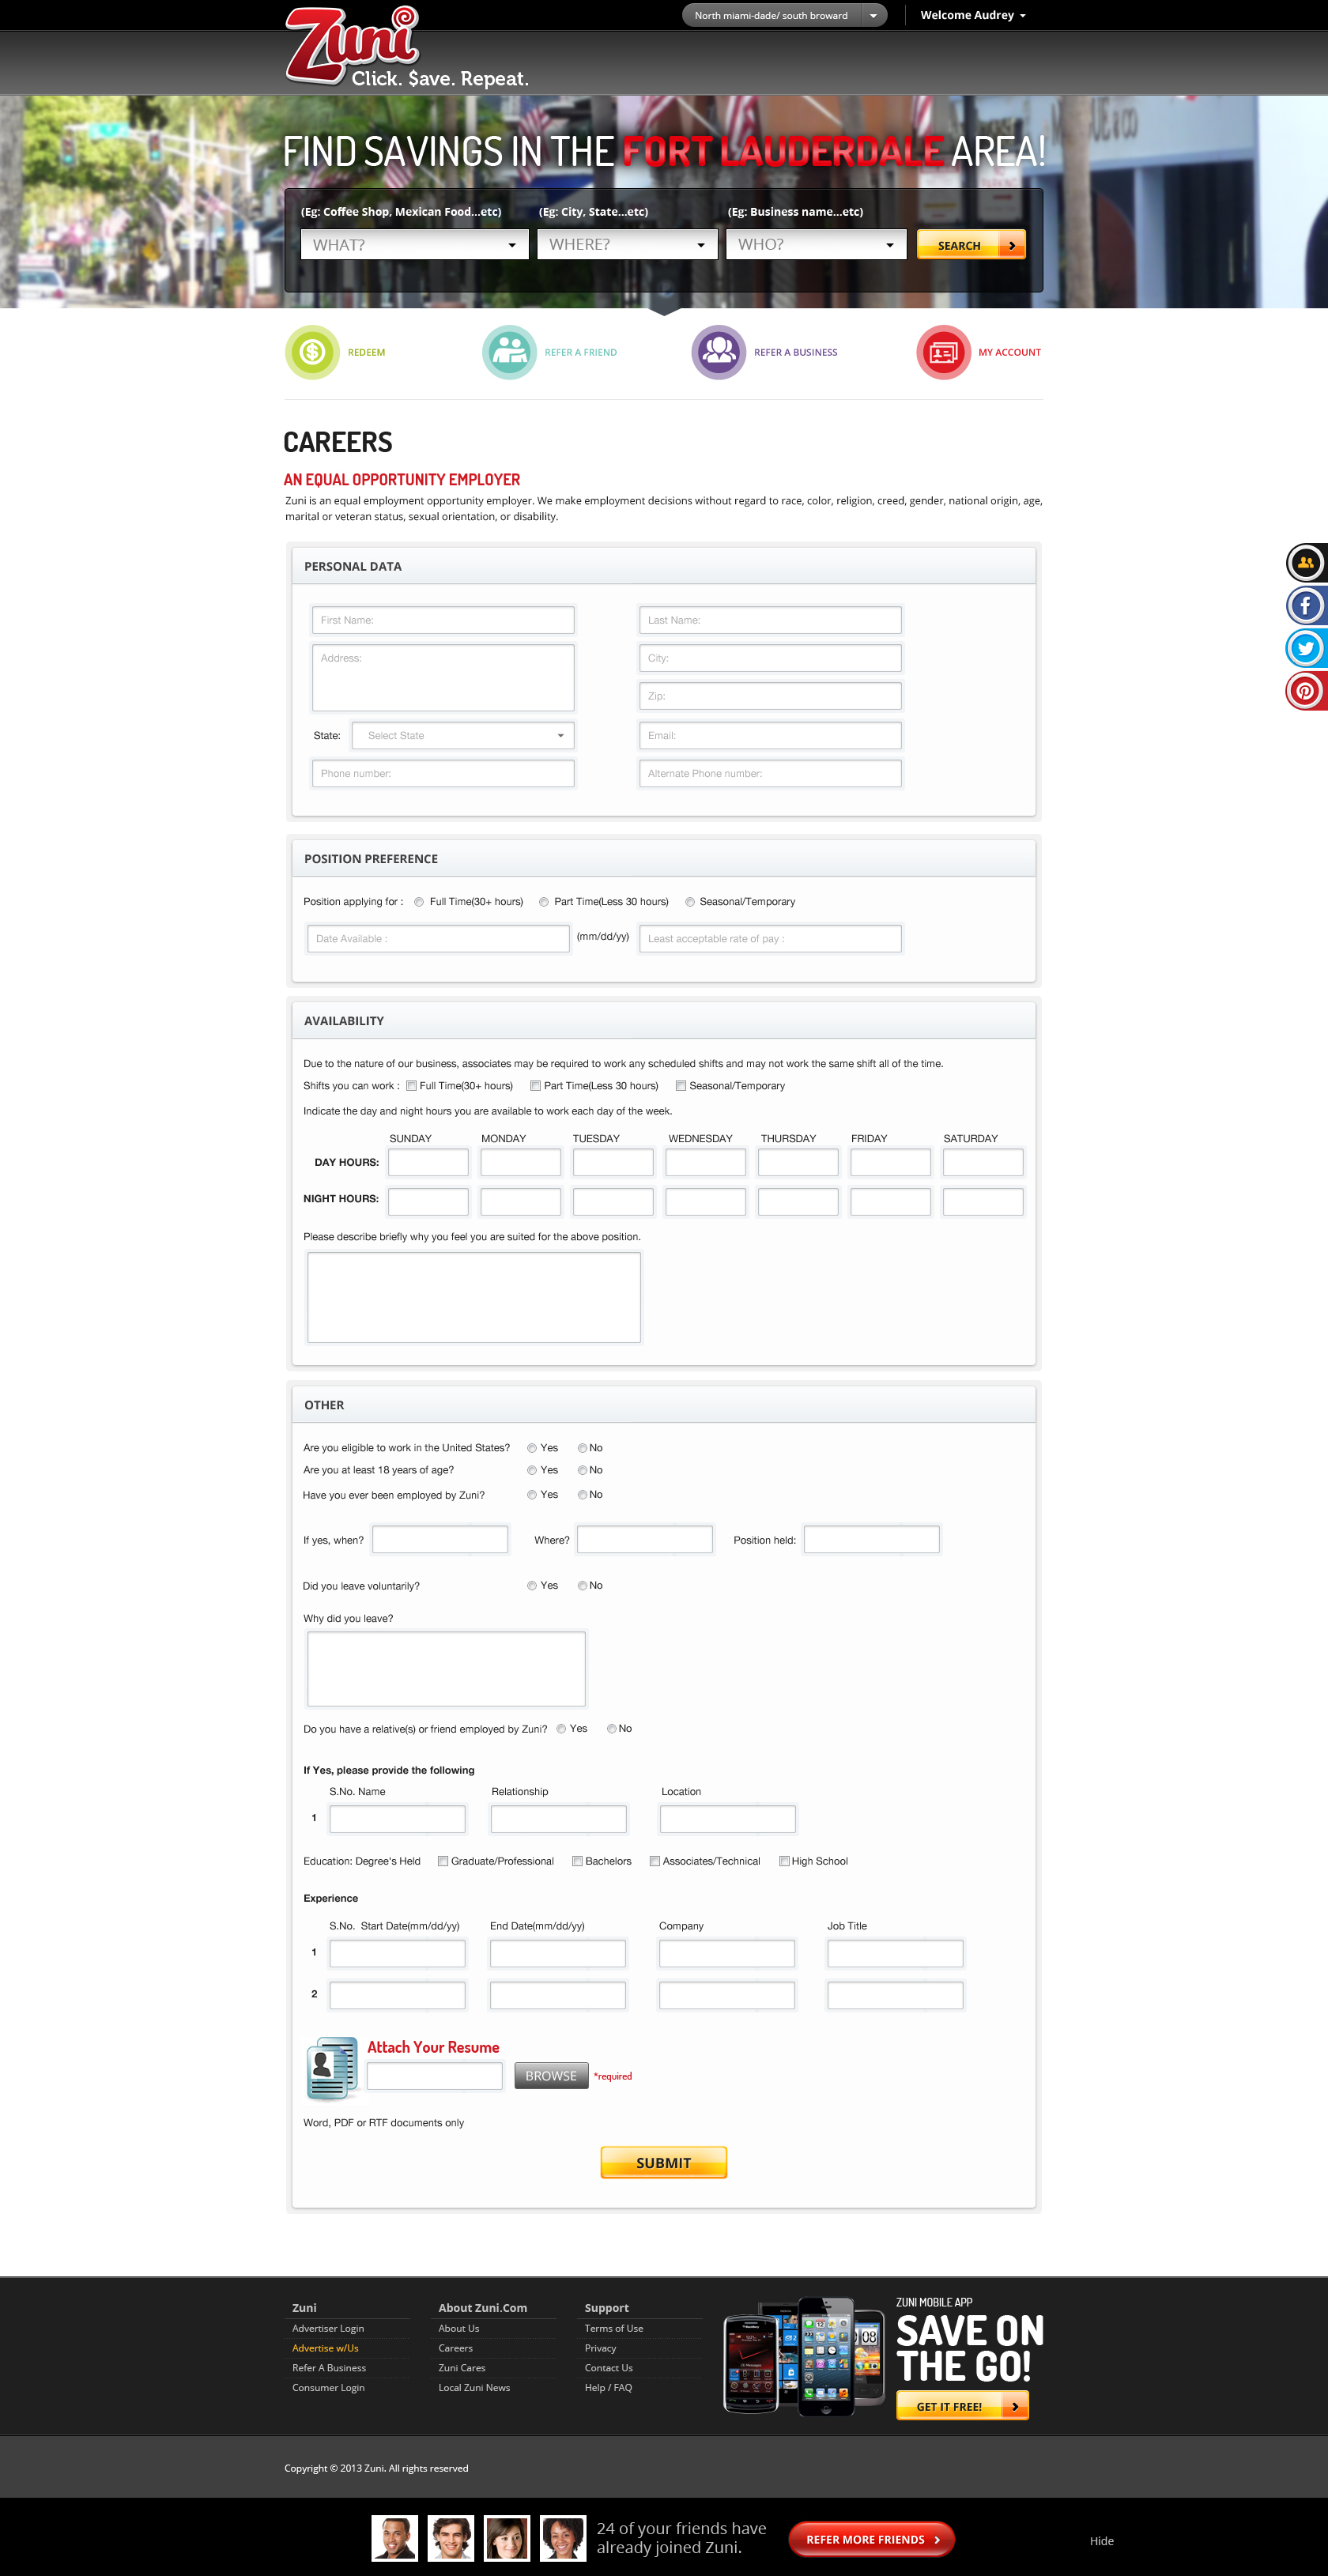 North miami-dade/ south broward
Welcome Audrey
Zuni
Click. $ave. Repeat.
FIND SAVINGS IN THE FORT LAUDERDALE AREA!
(Eg: Coffee Shop, Mexican Food...etc)
(Eg: City, State...etc)
(Eg: Business name...etc)
WHAT?
WHERE?
WHO?
SEARCH
REDEEM
REFER A FRIEND
REFER A BUSINESS
MY ACCOUNT
CAREERS
AN EQUAL OPPORTUNITY EMPLOYER
Zuni is an equal employment opportunity employer. We make employment decisions without regard to race, color, religion, creed, gender, national origin, age,
marital or veteran status, sexual orientation, or disability.
PERSONAL DATA
First Name:
Last Name:
Address:
City:
Zip:
State:
Select State
Email:
Phone number:
Alternate Phone number:
POSITION PREFERENCE
Position applying for :
Full Time(30+ hours)
Part Time(Less 30 hours)
Seasonal/Temporary
Date Available :
(mm/dd/yy)
Least acceptable rate of pay :
AVAILABILITY
Due to the nature of our business, associates may be required to work any scheduled shifts and may not work the same shift all of the time.
Shifts you can work :
Full Time(30+ hours)
Part Time(Less 30 hours)
Seasonal/Temporary
Indicate the day and night hours you are available to work each day of the week.
SUNDAY
MONDAY
TUESDAY
WEDNESDAY
THURSDAY
FRIDAY
SATURDAY
DAY HOURS:
NIGHT HOURS:
Please describe briefly why you feel you are suited for the above position.
OTHER
Are you eligible to work in the United States?
Yes
No
Are you at least 18 years of age?
Yes
No
Have you ever been employed by Zuni?
Yes
No
If yes, when?
Where?
Position held:
Did you leave voluntarily?
Yes
No
Why did you leave?
Do you have a relative(s) or friend employed by Zuni?
Yes
No
If Yes, please provide the following
S.No. Name
Relationship
Location
1
Education: Degree's Held
Graduate/Professional
Bachelors
Associates/Technical
High School
Experience
S.No. Start Date(mm/dd/yy)
End Date(mm/dd/yy)
Company
Job Title
1
2
Attach Your Resume
BROWSE
*required
Word, PDF or RTF documents only
SUBMIT
Zuni
Advertiser Login
Advertise w/Us
Refer A Business
Consumer Login
About Zuni.Com
About Us
Careers
Zuni Cares
Local Zuni News
Support
Terms of Use
Privacy
Contact Us
Help / FAQ
ZUNI MOBILE APP
SAVE ON
THE GO!
GET IT FREE!
Copyright © 2013 Zuni. All rights reserved
24 of your friends have
already joined Zuni.
REFER MORE FRIENDS
Hide